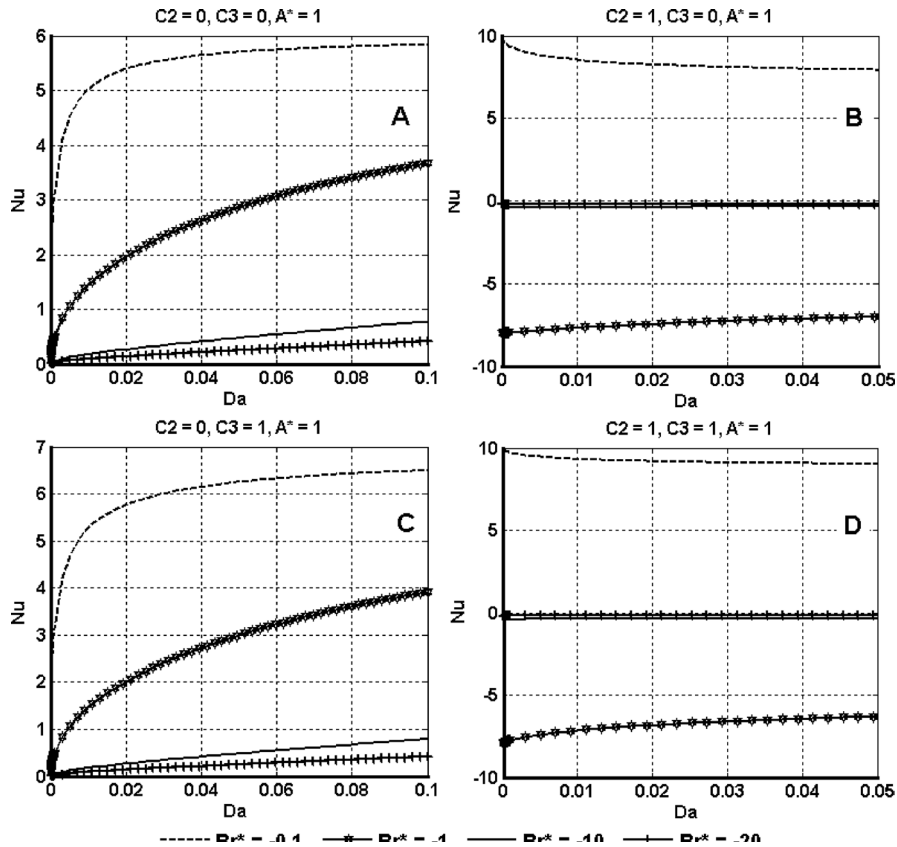 C2 = 0, C3 = 0, A* = 1
6
5
4
3
2
1
0
Nu
A
0
0.02
0.04
0.06
0.08
0.1
Da
C2 = 1, C3 = 0, A* = 1
10
5
0
-5
-10
Nu
B
0
0.01
0.02
0.03
0.04
0.05
Da
C2 = 0, C3 = 1, A* = 1
7
6
5
4
3
2
1
0
Nu
C
0
0.02
0.04
0.06
0.08
0.1
Da
C2 = 1, C3 = 1, A* = 1
10
5
0
-5
-10
Nu
D
0
0.01
0.02
0.03
0.04
0.05
Da
Br* = -0.1 Br* = -1 Br* = -10 Br* = -20